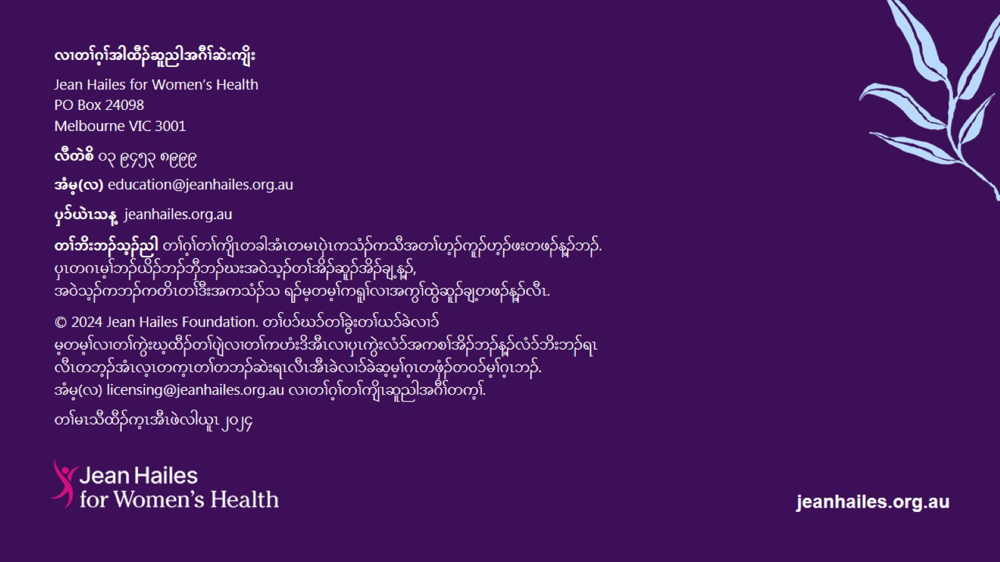 လၢတၢ်ဂ့ၢ်အါထီၣ်ဆူညါအဂီၢ်ဆဲးကျိး
Jean Hailes for Women's Health
PO Box 24098
Melbourne VIC 3001
လီတဲစိ ၀၃ ၉၄၅၃ ၈၉၉၉
အံမ့(လ) education@jeanhailes.org.au
ပှာ်ယဲၤသန့ jeanhailes.org.au
တၢ်ဘိးဘၣ်သ့ၣ်ညါ တၢ်ဂ့ၢ်တၢ်ကျိၤတခါအံၤတမၤပှဲၤကသံၣ်ကသီအတၢ်ဟ့ၣ်ကူၣ်ဟ့ၣ်ဖးတဖၣ်န့ၣ်ဘၣ်.
ပှၤတဂၤမ့ၢ်ဘၣ်ယိၣ်ဘၣ်ဘှီဘၣ်ဃးအဝဲသ့ၣ်တၢ်အိၣ်ဆူၣ်အိၣ်ချ့န့ၣ်,
အဝဲသ့ၣ်ကဘၣ်ကတိၤတၢ်ဒီးအကသံၣ်သ ရၣ်မ့တမ့ၢ်ကရူၢ်လၢအကွၢ်ထွဲဆူၣ်ချ့တဖၣ်န့ၣ်လီၤ.
© 2024 Jean Hailes Foundation. တၢ်ပာ်ဃာ်တၢ်ခွဲးတၢ်ယာ်ခဲလၢာ်
မ့တမ့ၢ်လၢတၢ်ကွဲးဃ့ထီၣ်တၢ်ပျဲလၢတၢ်ကဟံးဒိအီၤလၢပှၤကွဲးလံာ်အကစၢ်အိၣ်ဘၣ်န့ၣ်လံာ်ဘိးဘၣ်ရၤ
လီၤတဘ့ၣ်အံၤလ့ၤတက့ၤတၢ်တဘၣ်ဆဲးရၤလီၤအီၤခဲလၢာ်ခဲဆ့မ့ၢ်ဂ့ၤတဖှံၣ်တဝာ်မ့ၢ်ဂ့ၤဘၣ်.
အံမ့(လ) licensing@jeanhailes.org.au လၢတၢ်ဂ့ၢ်တၢ်ကျိၤဆူညါအဂီၢ်တက့ၢ်.
တၢ်မၤသီထီၣ်က့ၤအီၤဖဲလါယူၤ ၂၀၂၄
Jean Hailes
for Women's Health
jeanhailes.org.au